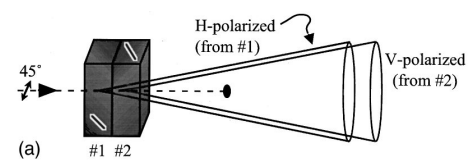 H-polarized
(from #1)
45°
V-polarized
(from #2)
(a)
#1 #2